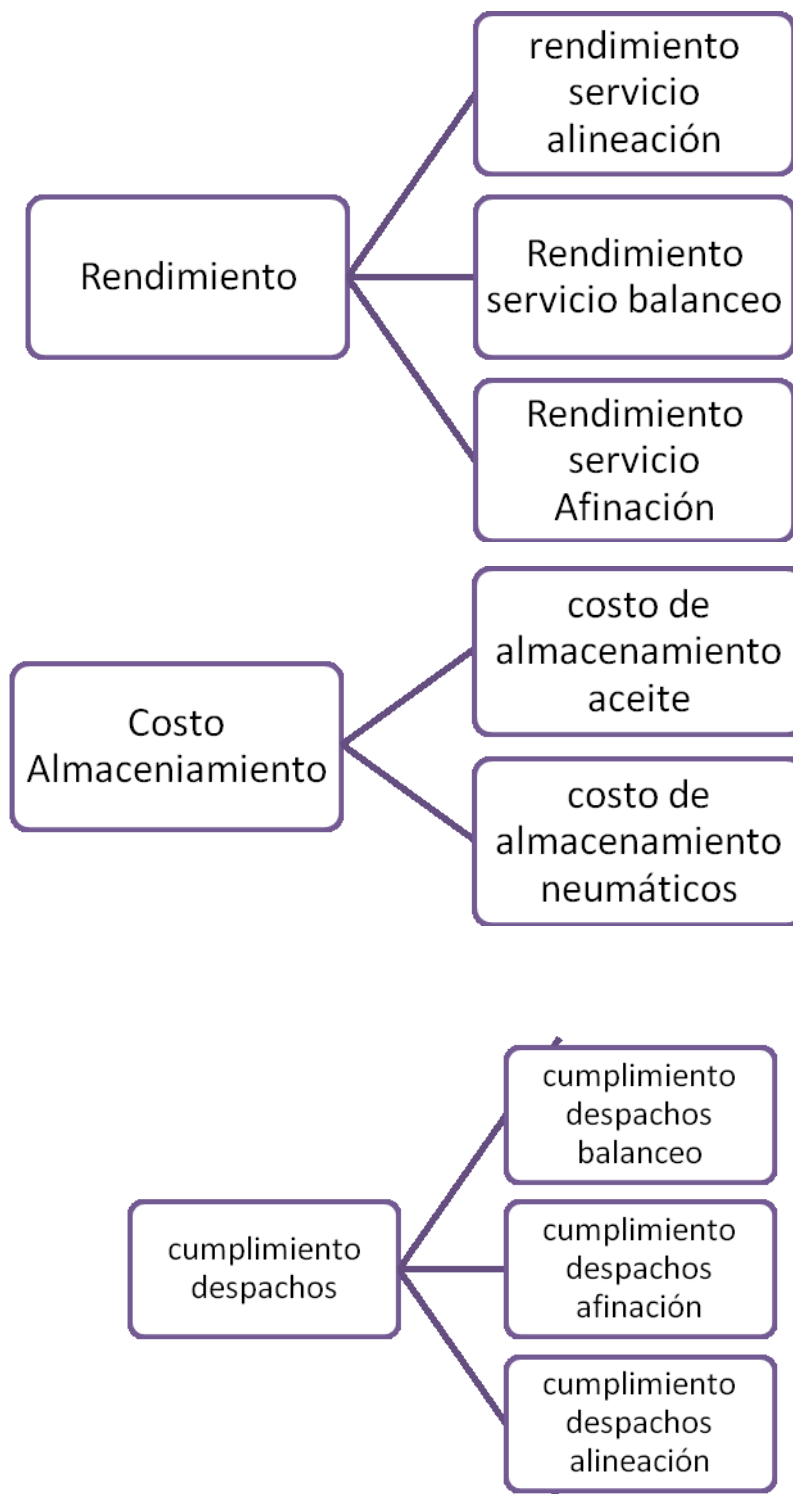 rendimiento
servicio
alineación
Rendimiento
Rendimiento
servicio balanceo
Rendimiento
servicio
Afinación
costo de
almacenamiento
aceite
Costo
Almaceniamiento
costo de
almacenamiento
neumáticos
cumplimiento
despachos
balanceo
cumplimiento
despachos
cumplimiento
despachos
afinación
cumplimiento
despachos
alineación